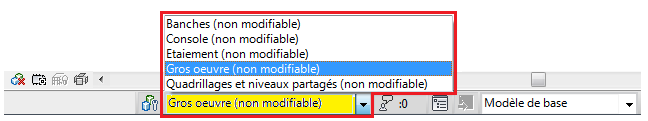 Banches (non modifiable)
Console (non modifiable)
Etaiement (non modifiable)
Gros oeuvre (non modifiable)
Quadrillages et niveaux partagés (non modifiable)
Gros oeuvre (non modifiable)
:0
Modèle de base